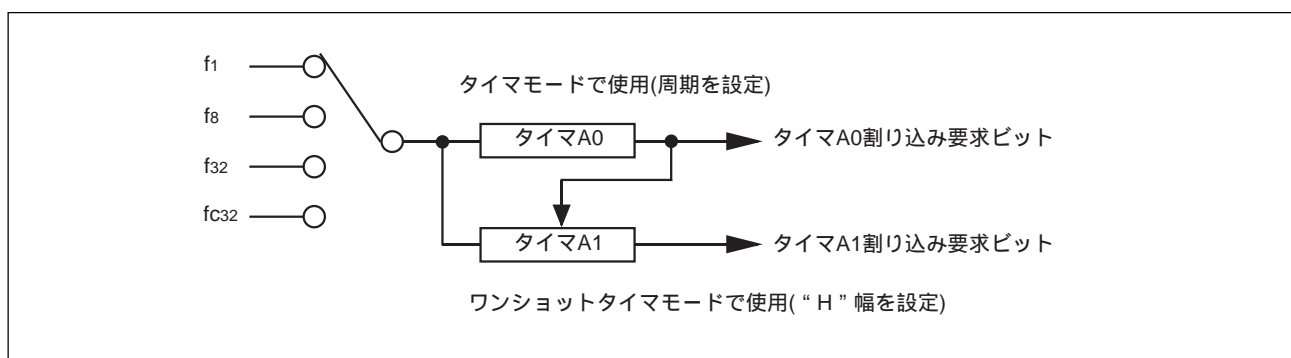 f1
タイマモードで使用(周期を設定)
f8
タイマA0
タイマA0割り込み要求ビット
f32
fC32
タイマA1
タイマA1割り込み要求ビット
ワンショットタイマモードで使用( “ H ” 幅を設定)